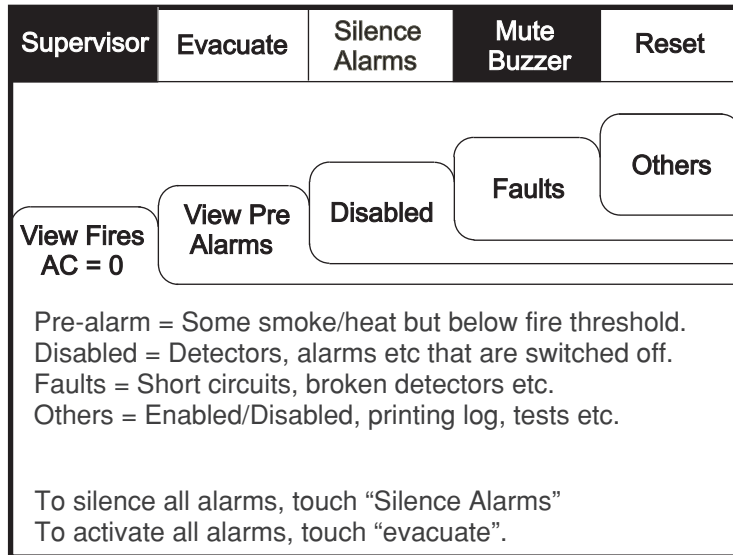 Supervisor
Evacuate
Silence
Alarms
Mute
Buzzer
Reset
View Fires
AC = 0
View Pre
Alarms
Disabled
Faults
Others
Pre-alarm = Some smoke/heat but below fire threshold.
Disabled = Detectors, alarms etc that are switched off.
Faults = Short circuits, broken detectors etc.
Others = Enabled/Disabled, printing log, tests etc.
To silence all alarms, touch “Silence Alarms”
To activate all alarms, touch “evacuate”.